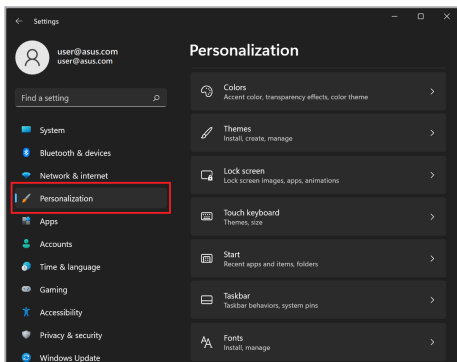 Settings
user@asus.com
user@asus.com
Find a setting
System
Bluetooth & devices
Network & internet
Personalization
Apps
Accounts
Time & language
Gaming
Accessibility
Privacy & security
Windows Update
Personalization
Colors
Accent color, transparency effects, color theme
Themes
Install, create, manage
Lock screen
Lock screen images, apps, animations
Touch keyboard
Themes, size
Start
Recent apps and items, folders
Taskbar
Taskbar behaviors, system pins
Fonts
Install, manage